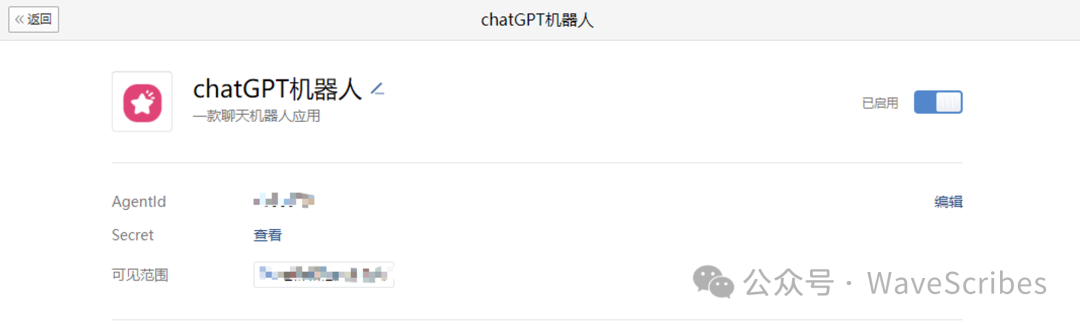 « 返回
chatGPT机器人
chatGPT机器人
一款聊天机器人应用
已启用
AgentId
编辑
Secret
查看
可见范围
公众号 · WaveScribes